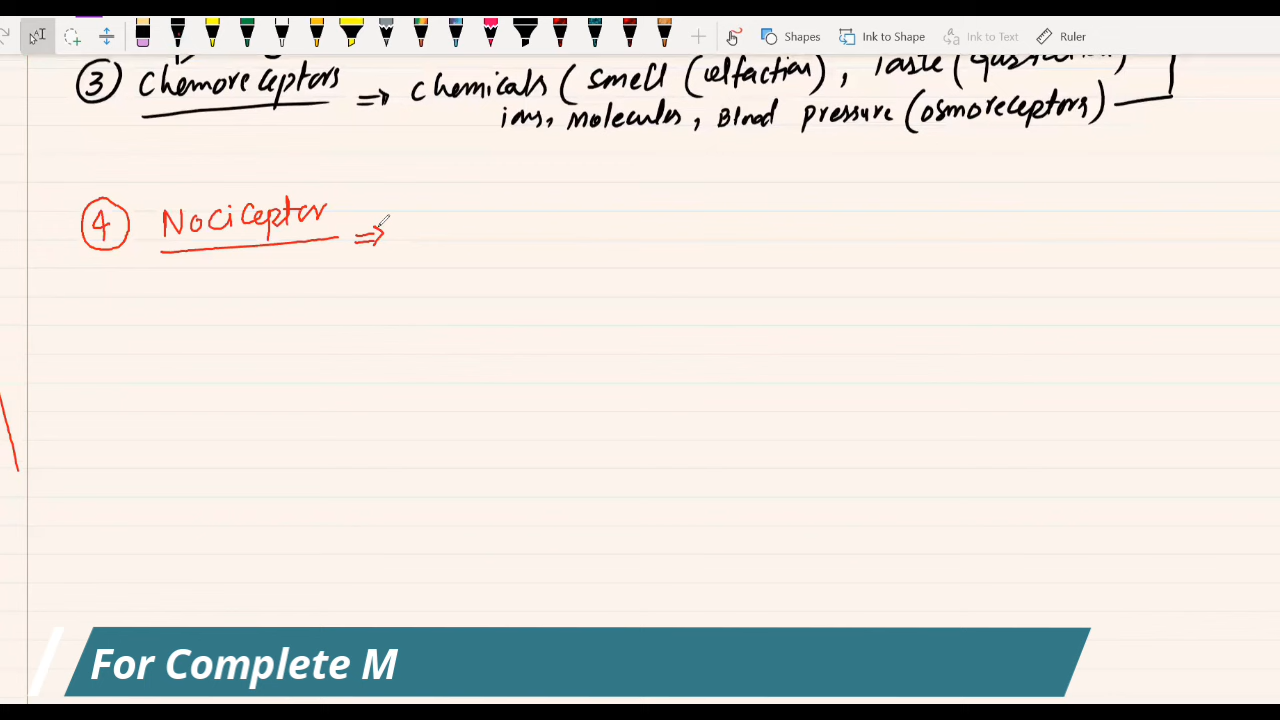 Shapes Ink to Shape Ink to Text Ruler
③ Chemoreceptors ⇒ chemicals ( smell (olfaction), Taste (
ions, molecules, Blood pressure (osmoreceptors)
④ Nociceptor ⇒
For Complete M